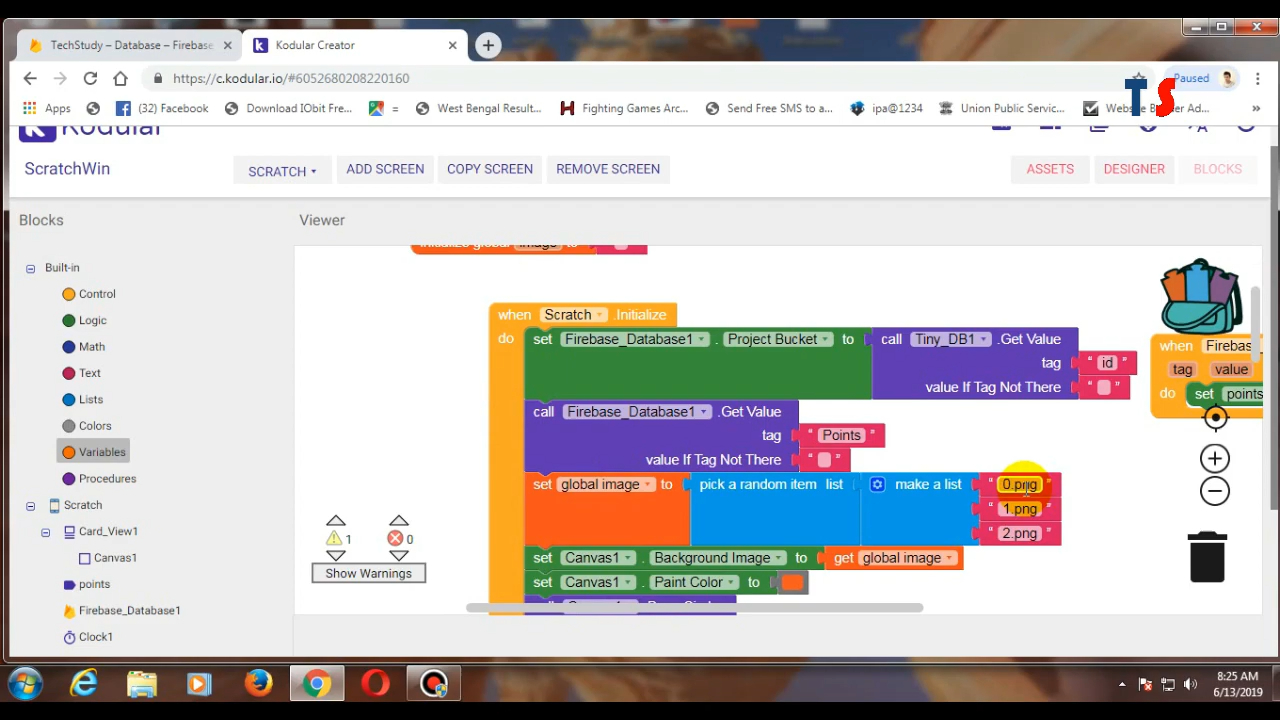 TechStudy – Database – Firebase
Kodular Creator
https://c.kodular.io/#6052680208220160
Paused
TS
Apps
(32) Facebook
Download IObit Fre...
=
West Bengal Result...
Fighting Games Arc...
Send Free SMS to a...
ipa@1234
Union Public Servic...
Ad...
»
Kodular
ScratchWin
SCRATCH
ADD SCREEN
COPY SCREEN
REMOVE SCREEN
ASSETS
DESIGNER
BLOCKS
Blocks
Viewer
Built-in
Control
Logic
Math
Text
Lists
Colors
Variables
Procedures
Scratch
Card_View1
Canvas1
points
Firebase_Database1
Clock1
initialize global image to
when Scratch .Initialize
do set Firebase_Database1 . Project Bucket to call Tiny_DB1 .Get Value
tag “ id ”
value If Tag Not There “ ”
call Firebase_Database1 .Get Value
tag “ Points ”
value If Tag Not There “ ”
set global image to pick a random item list make a list “ 0.png ”
“ 1.png ”
“ 2.png ”
set Canvas1 . Background Image to get global image
set Canvas1 . Paint Color to
when Fireba
tag value
do set points
1
0
Show Warnings
8:25 AM
6/13/2019